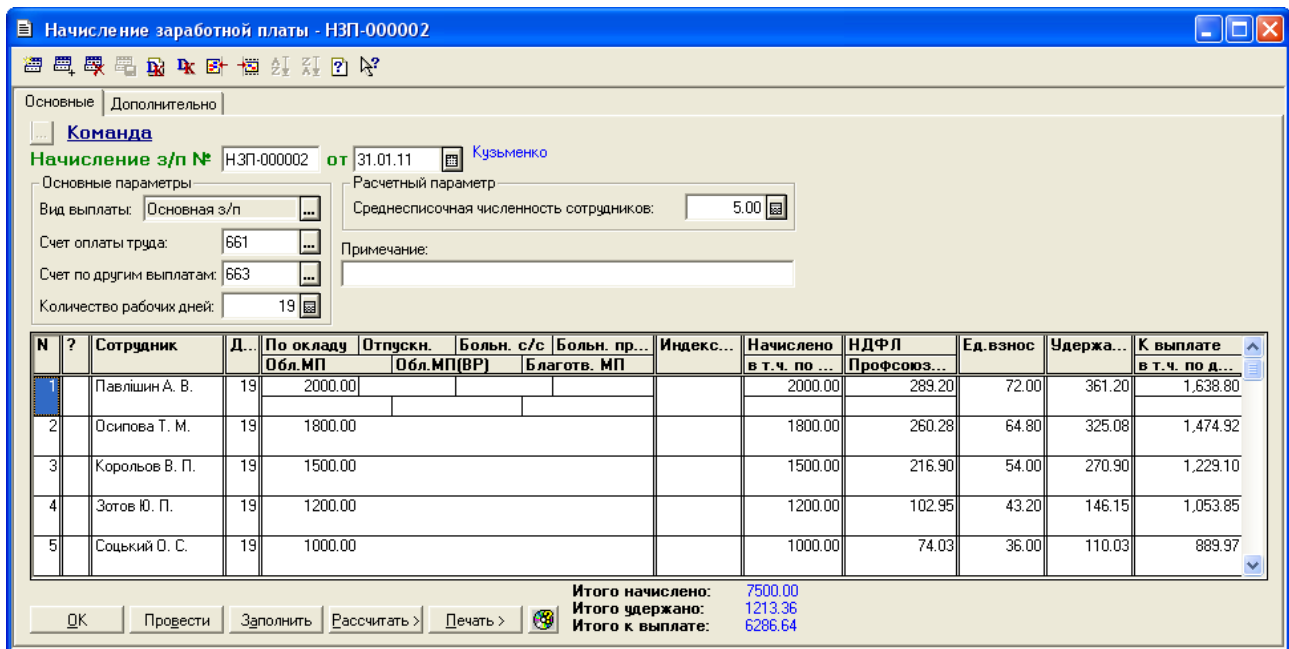 Начисление заработной платы - НЗП-000002
Основные Дополнительно
... Команда
Начисление з/п № НЗП-000002 от 31.01.11 Кузьменко
Основные параметры Расчетный параметр
Вид выплаты: Основная з/п ... Среднесписочная численность сотрудников: 5.00
Счет оплаты труда: 661 ... Примечание:
Счет по другим выплатам: 663 ...
Количество рабочих дней: 19
N ? Сотрудник Д... По окладу Отпускн. Больн. с/с Больн. пр... Индекс... Начислено НДФЛ Ед.взнос Удержа... К выплате
Обл.МП Обл.МП(ВР) Благотв. МП в т.ч. по ... Профсоюз... в т.ч. по д...
1 Павлішин А. В. 19 2000.00 2000.00 289.20 72.00 361.20 1,638.80
2 Осипова Т. М. 19 1800.00 1800.00 260.28 64.80 325.08 1,474.92
3 Корольов В. П. 19 1500.00 1500.00 216.90 54.00 270.90 1,229.10
4 Зотов Ю. П. 19 1200.00 1200.00 102.95 43.20 146.15 1,053.85
5 Соцький О. С. 19 1000.00 1000.00 74.03 36.00 110.03 889.97
Итого начислено: 7500.00
Итого удержано: 1213.36
Итого к выплате: 6286.64
OK Провести Заполнить Рассчитать > Печать >